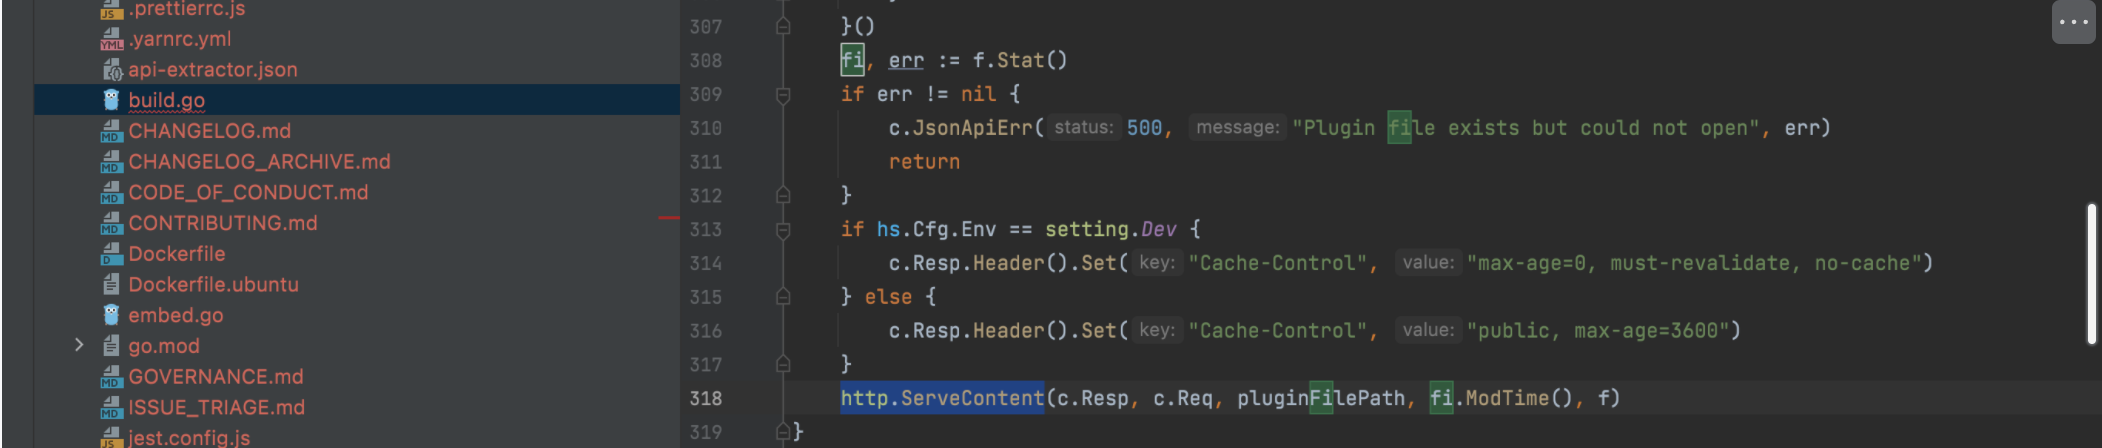 .prettierrc.js
.yarnrc.yml
api-extractor.json
build.go
CHANGELOG.md
CHANGELOG_ARCHIVE.md
CODE_OF_CONDUCT.md
CONTRIBUTING.md
Dockerfile
Dockerfile.ubuntu
embed.go
go.mod
GOVERNANCE.md
ISSUE_TRIAGE.md
jest.config.js
307 }()
308 fi, err := f.Stat()
309 if err != nil {
310 c.JsonApiErr( status: 500, message: "Plugin file exists but could not open", err)
311 return
312 }
313 if hs.Cfg.Env == setting.Dev {
314 c.Resp.Header().Set( key: "Cache-Control", value: "max-age=0, must-revalidate, no-cache")
315 } else {
316 c.Resp.Header().Set( key: "Cache-Control", value: "public, max-age=3600")
317 }
318 http.ServeContent(c.Resp, c.Req, pluginFilePath, fi.ModTime(), f)
319 }